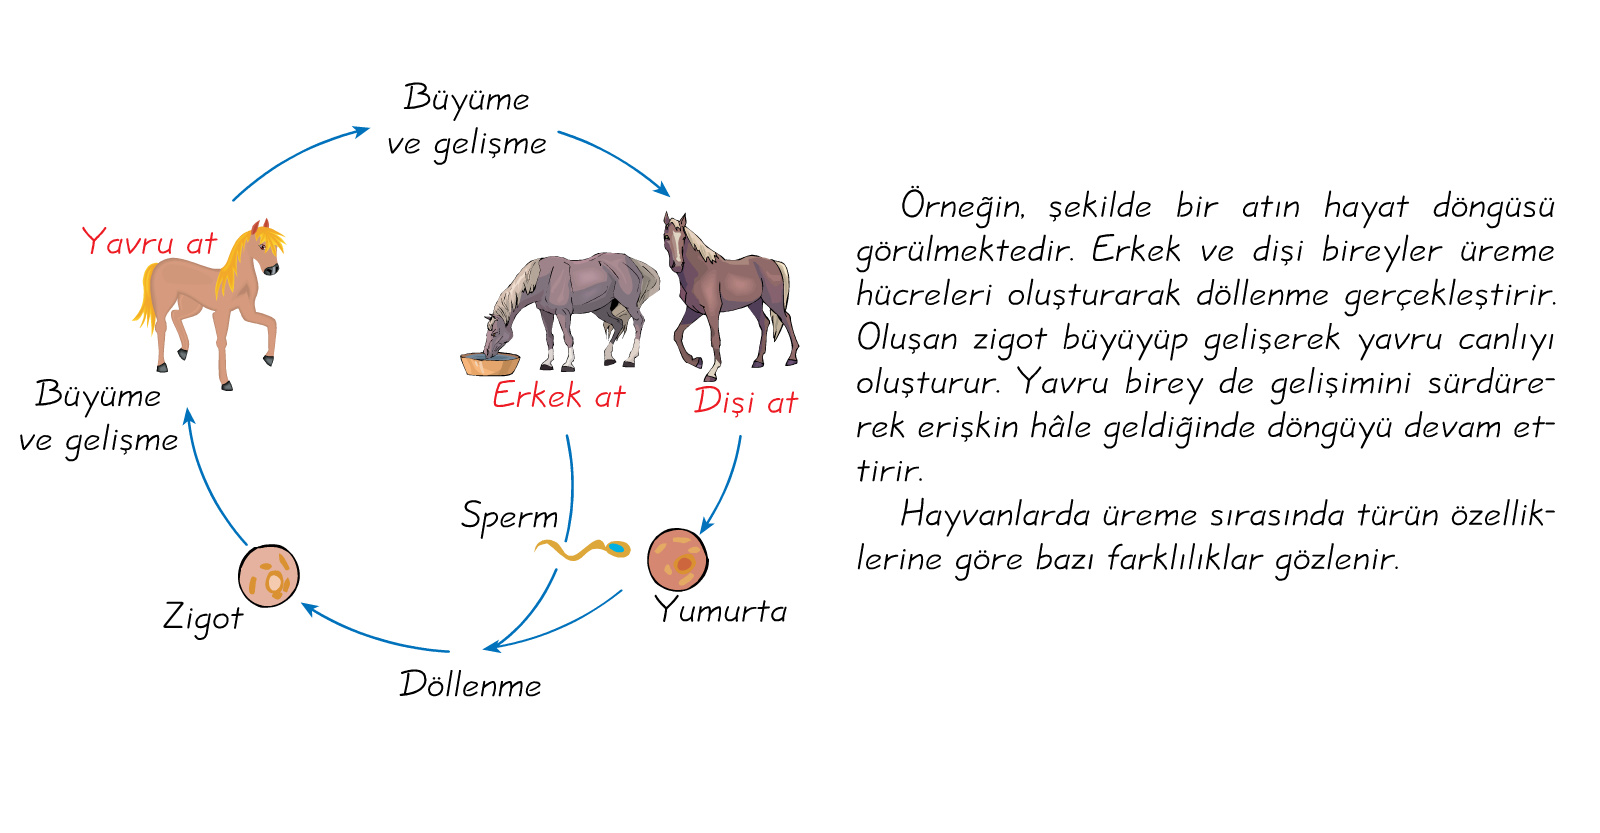 Büyüme
ve gelişme
Yavru at
Erkek at
Dişi at
Büyüme
ve gelişme
Sperm
Yumurta
Zigot
Döllenme
Örneğin, şekilde bir atın hayat döngüsü
görülmektedir. Erkek ve dişi bireyler üreme
hücreleri oluşturarak döllenme gerçekleştirir.
Oluşan zigot büyüyüp gelişerek yavru canlıyı
oluşturur. Yavru birey de gelişimini sürdüre-
rek erişkin hâle geldiğinde döngüyü devam et-
tirir.
Hayvanlarda üreme sırasında türün özellik-
lerine göre bazı farklılıklar gözlenir.